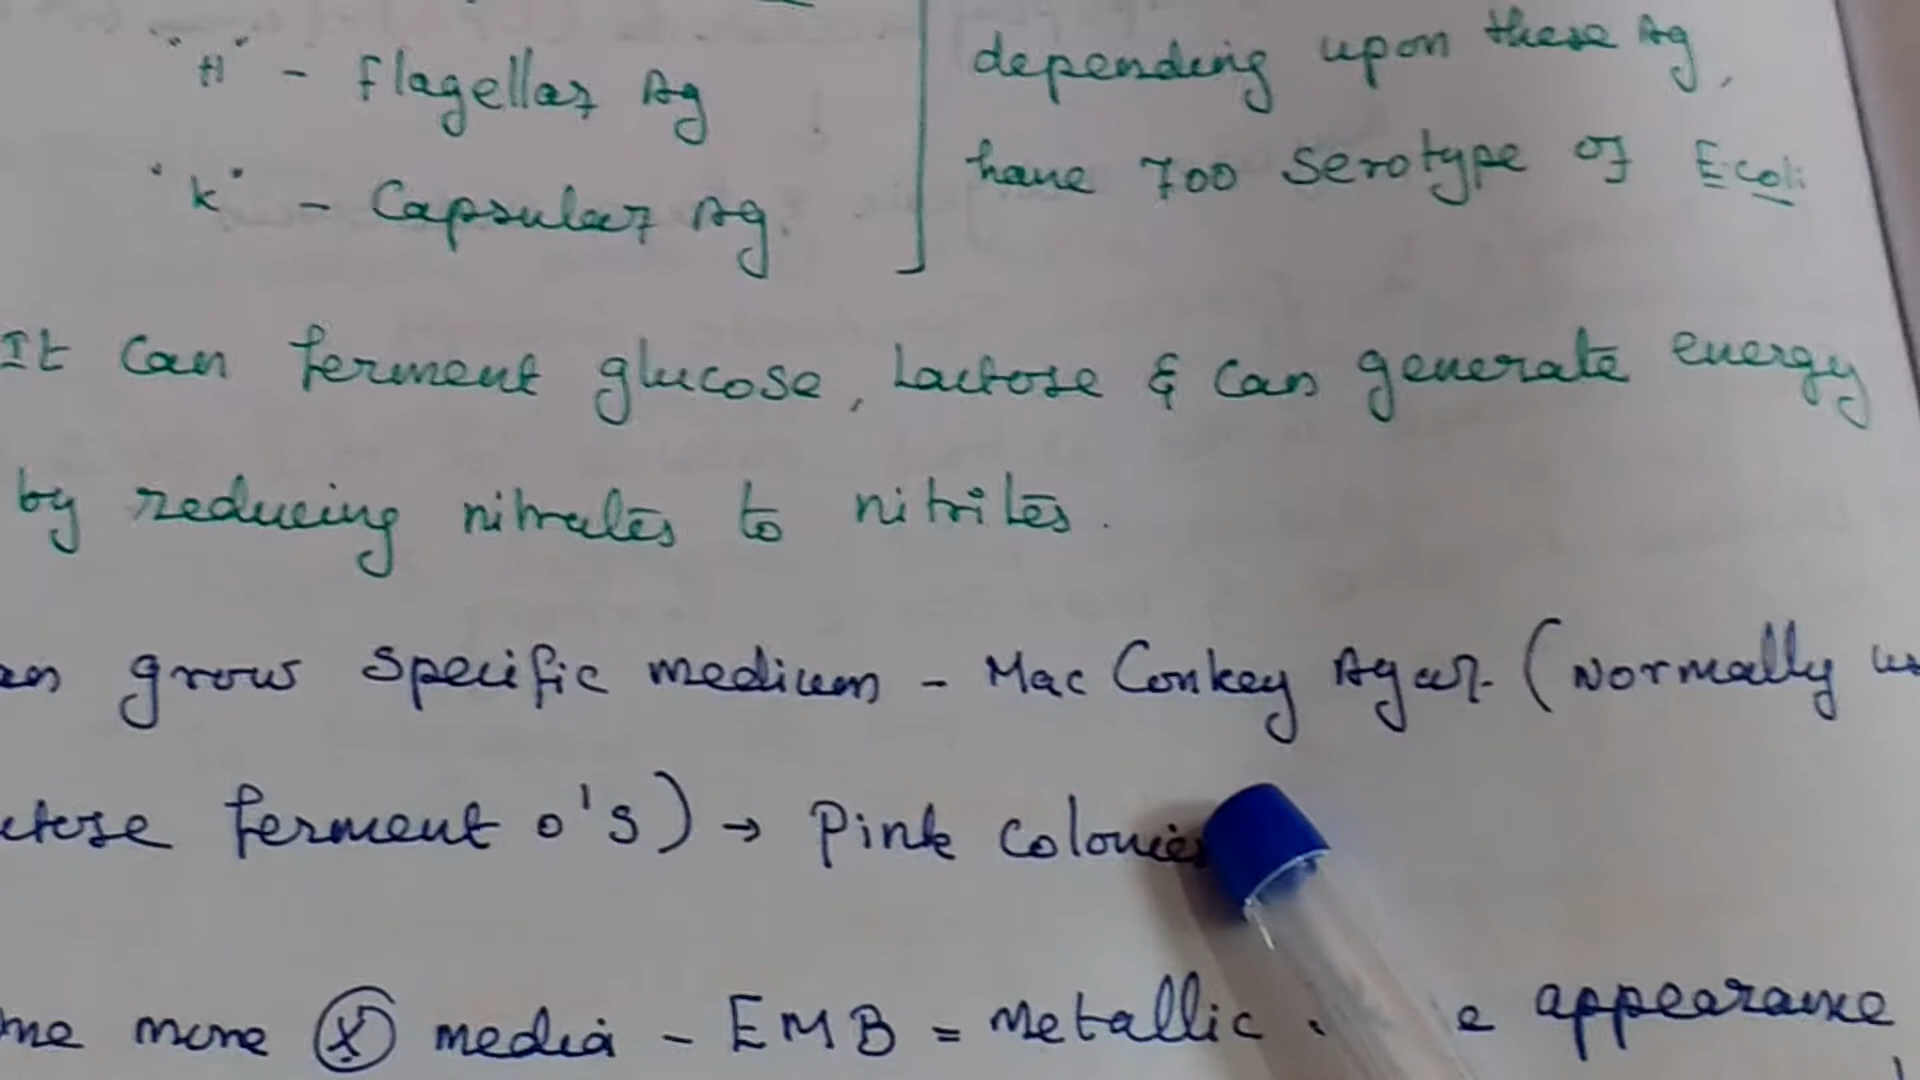 "H" - Flagellar Ag
"K" - Capsular Ag.
depending upon these Ag,
have 700 serotype of E.coli
It can ferment glucose, Lactose & can generate energy
by reducing nitrates to nitrites.
grow specific medium - Mac Conkey Agar (Normally
ferment o's) → Pink colonies
more media - EMB = Metallic appearance,